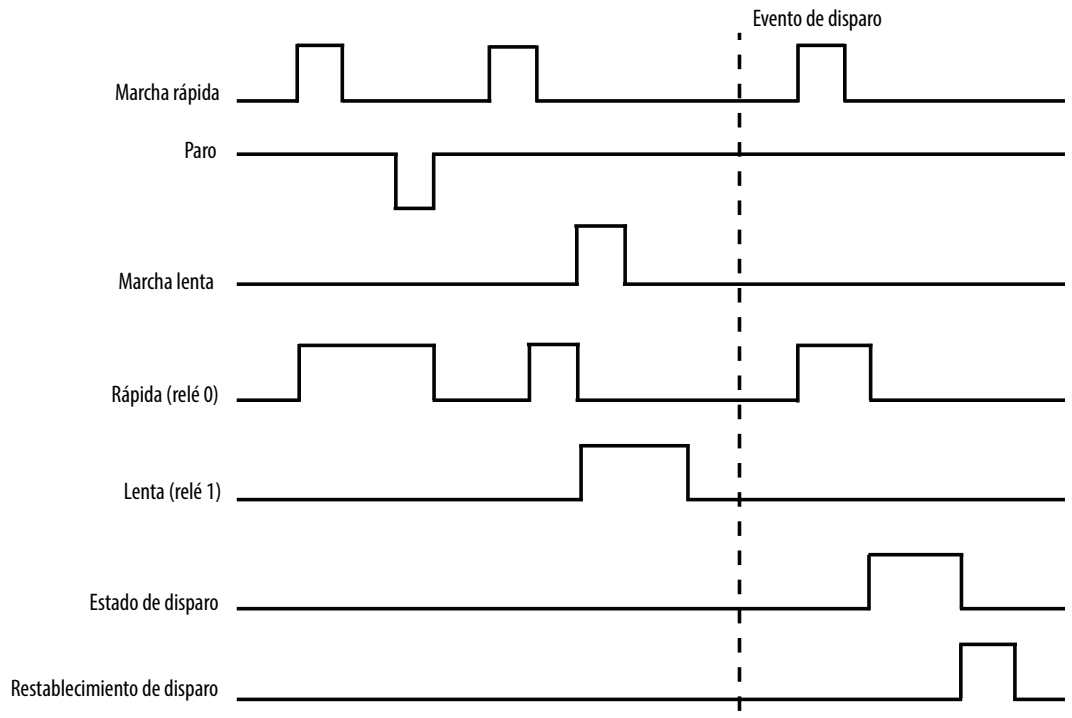 Evento de disparo
Marcha rápida
Paro
Marcha lenta
Rápida (relé 0)
Lenta (relé 1)
Estado de disparo
Restablecimiento de disparo